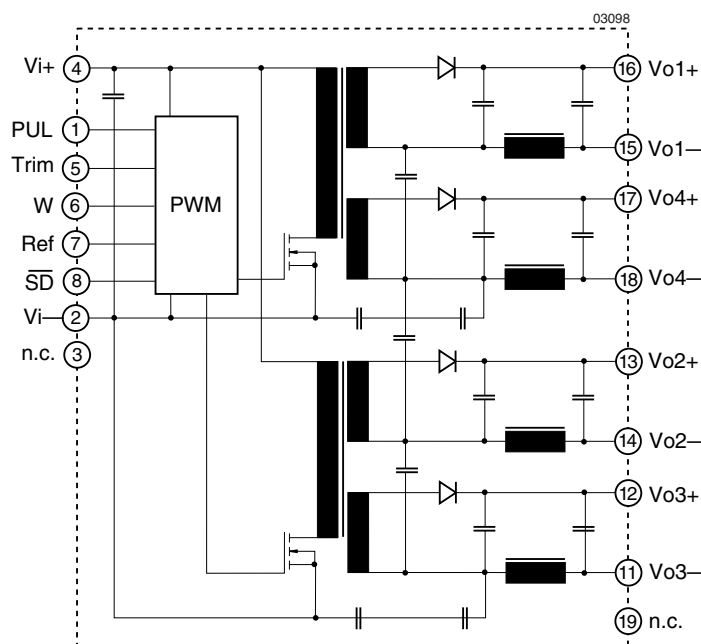 03098
Vi+ 4
PUL 1
Trim 5
W 6
Ref 7
SD 8
Vi— 2
n.c. 3
PWM
16 Vo1+
15 Vo1—
17 Vo4+
18 Vo4—
13 Vo2+
14 Vo2—
12 Vo3+
11 Vo3—
19 n.c.